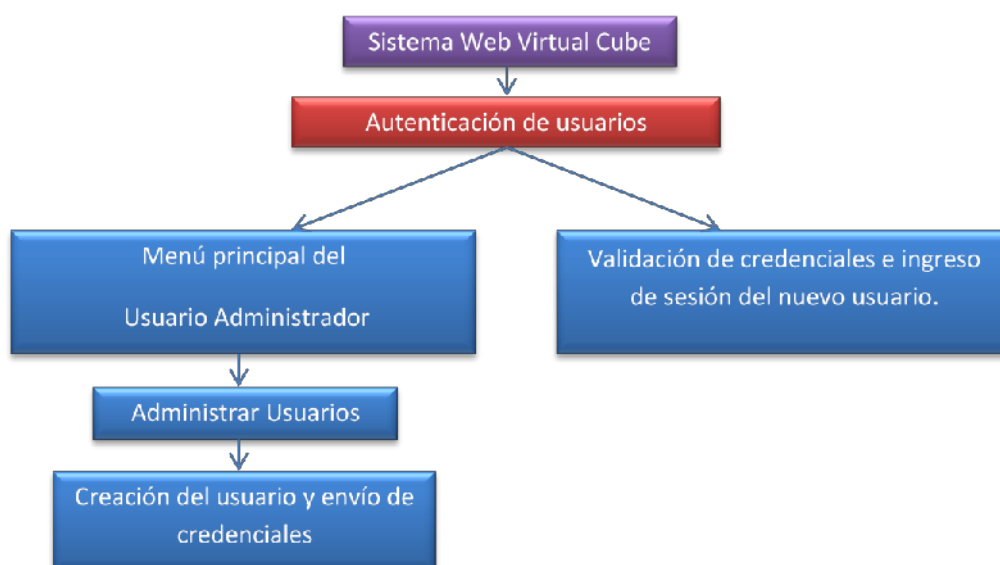 Sistema Web Virtual Cube
Autenticación de usuarios
Menú principal del
Usuario Administrador
Validación de credenciales e ingreso
de sesión del nuevo usuario.
Administrar Usuarios
Creación del usuario y envío de
credenciales